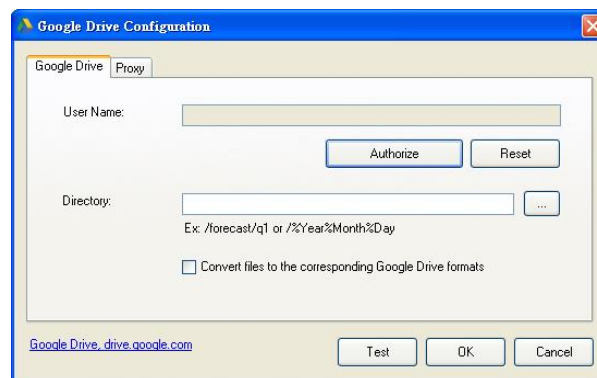 Google Drive Configuration
Google Drive Proxy
User Name:
Authorize Reset
Directory: ...
Ex: /forecast/q1 or /%Year%Month%Day
Convert files to the corresponding Google Drive formats
Google Drive, drive.google.com Test OK Cancel